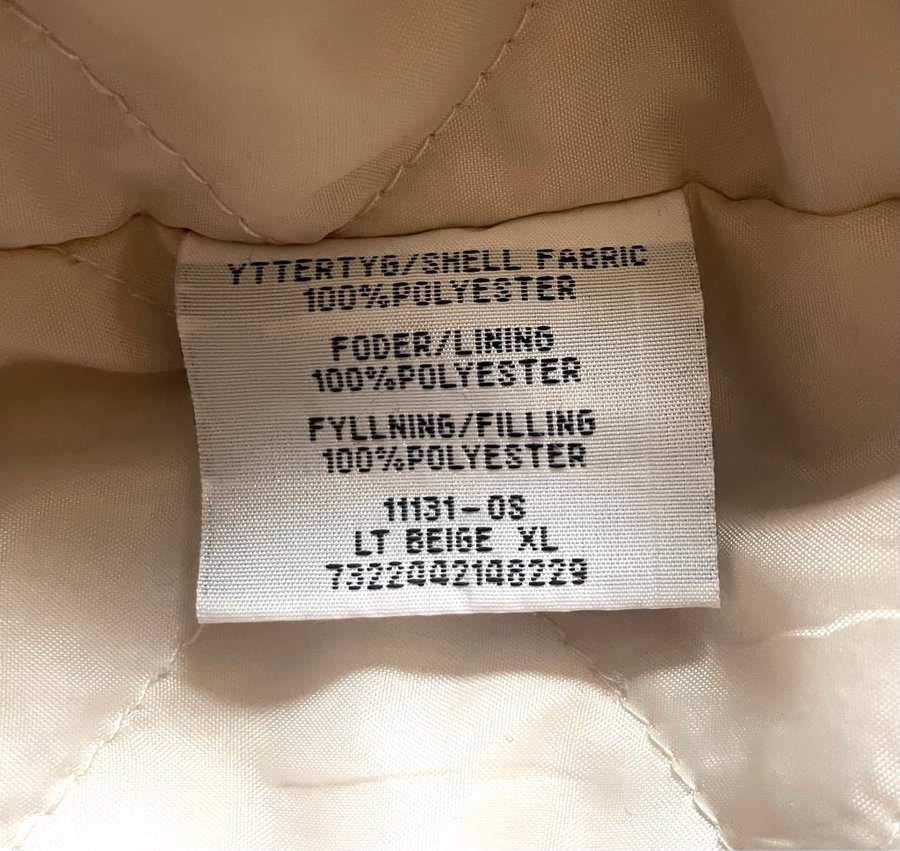 YTTERTYG/SHELL FABRIC
100%POLYESTER
FODER/LINING
100%POLYESTER
FYLLNING/FILLING
100%POLYESTER
11131-0S
LT BEIGE XL
7322442148229